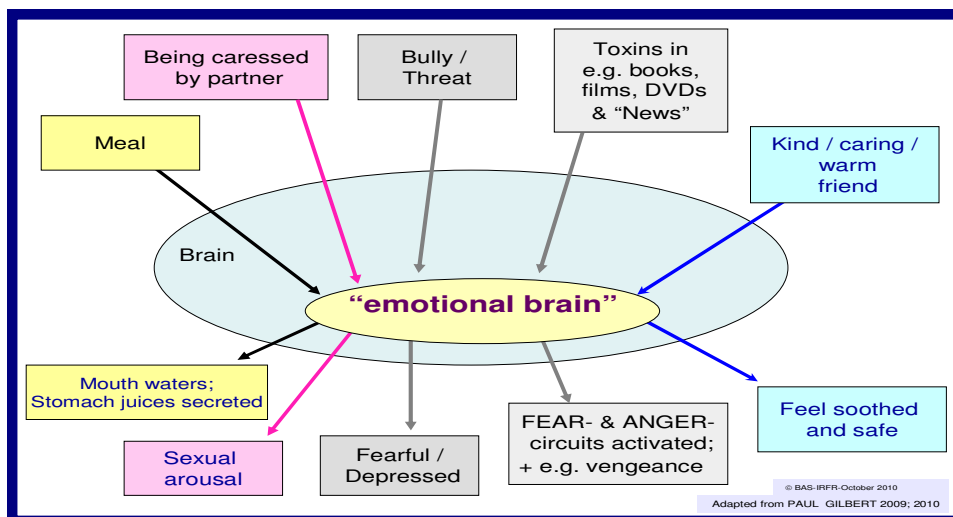 Being caressed
by partner
Bully /
Threat
Toxins in
e.g. books,
films, DVDs
& “News”
Meal
Kind / caring /
warm
friend
Brain
“emotional brain”
Mouth waters;
Stomach juices secreted
Sexual
arousal
Fearful /
Depressed
FEAR- & ANGER-
circuits activated;
+ e.g. vengeance
Feel soothed
and safe
© BAS-IRFR-October 2010
Adapted from PAUL GILBERT 2009; 2010